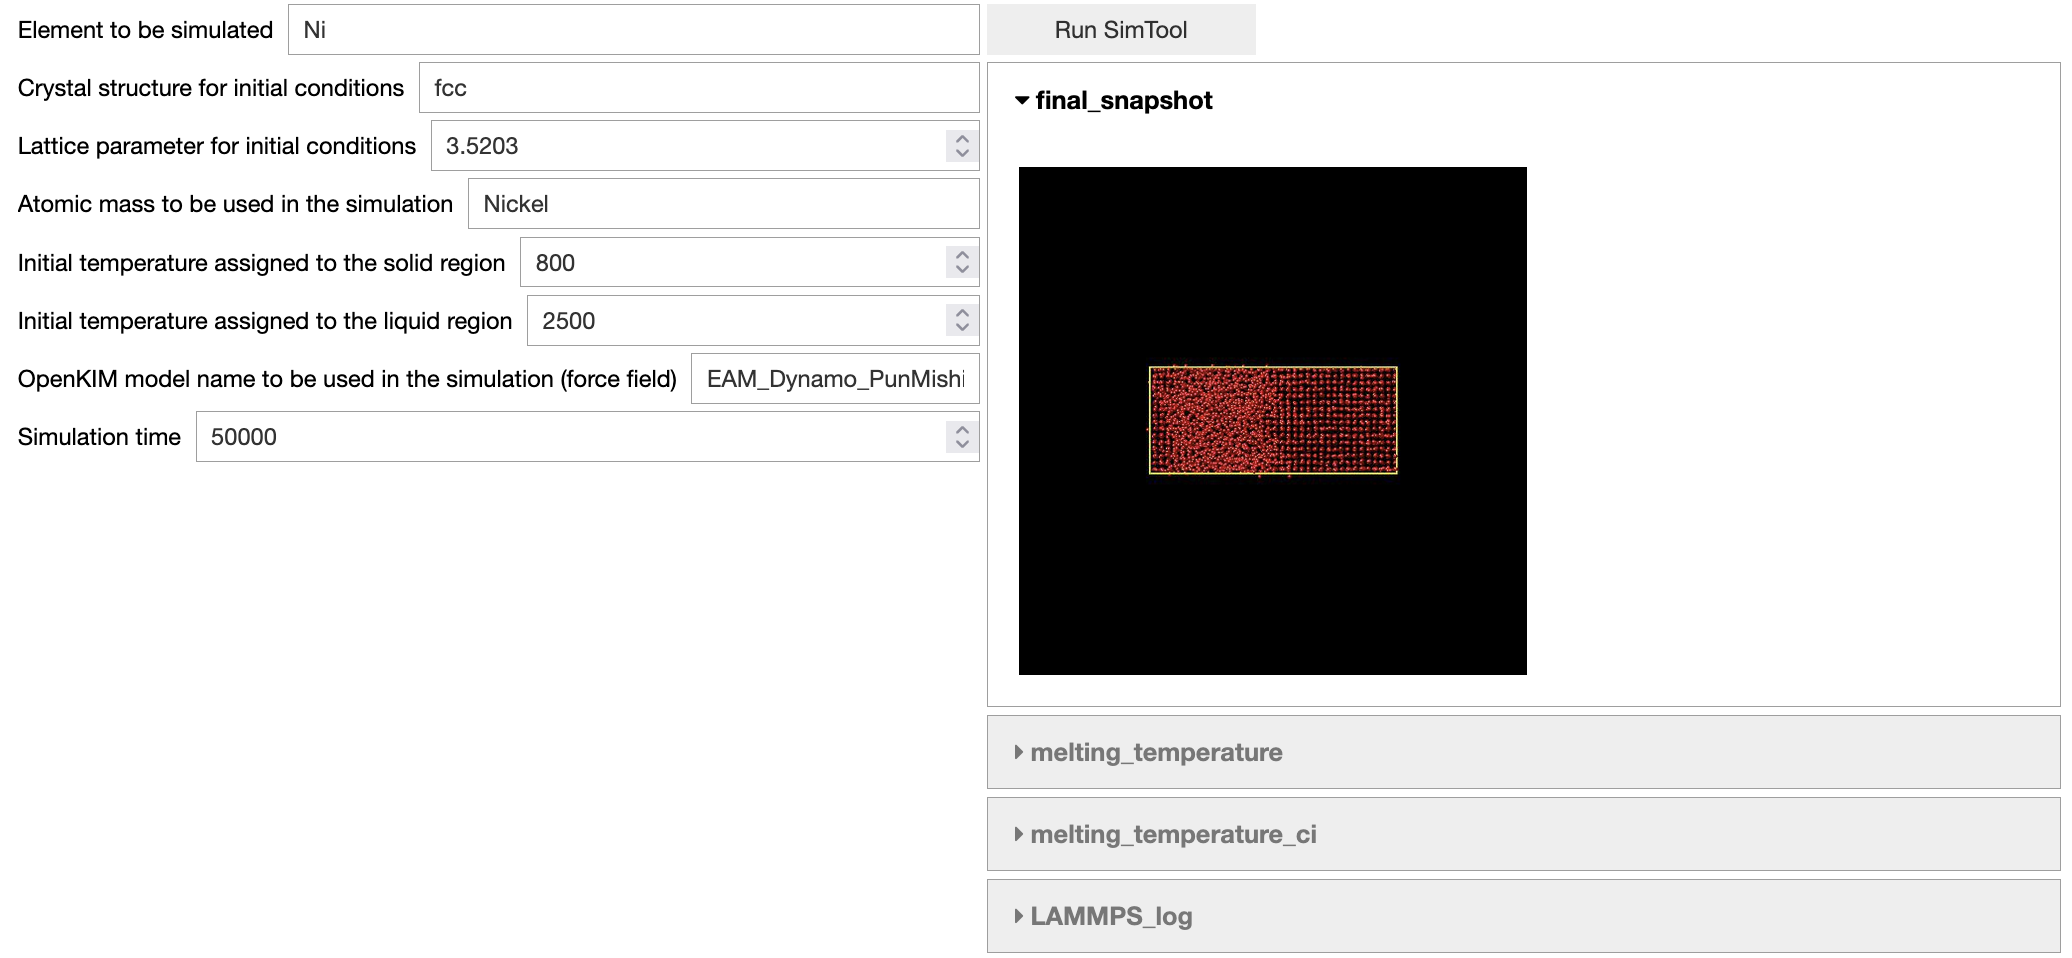 Element to be simulated Ni
Crystal structure for initial conditions fcc
Lattice parameter for initial conditions 3.5203
Atomic mass to be used in the simulation Nickel
Initial temperature assigned to the solid region 800
Initial temperature assigned to the liquid region 2500
OpenKIM model name to be used in the simulation (force field) EAM_Dynamo_PunMishi
Simulation time 50000
Run SimTool
final_snapshot
melting_temperature
melting_temperature_ci
LAMMPS_log